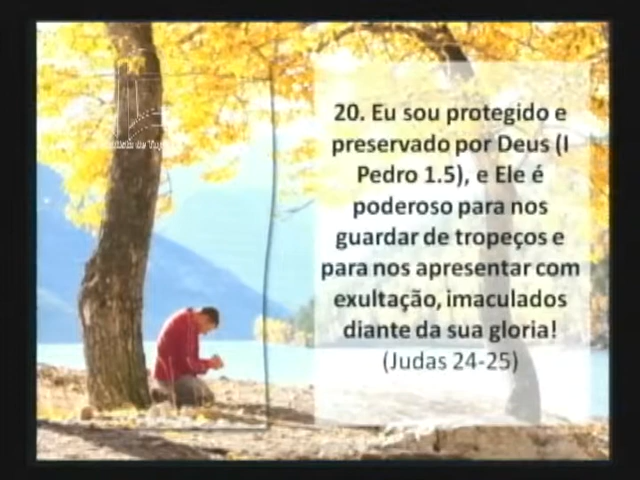 20. Eu sou protegido e
preservado por Deus (I
Pedro 1.5), e Ele é
poderoso para nos
guardar de tropeços e
para nos apresentar com
exultação, imaculados
diante da sua gloria!
(Judas 24-25)